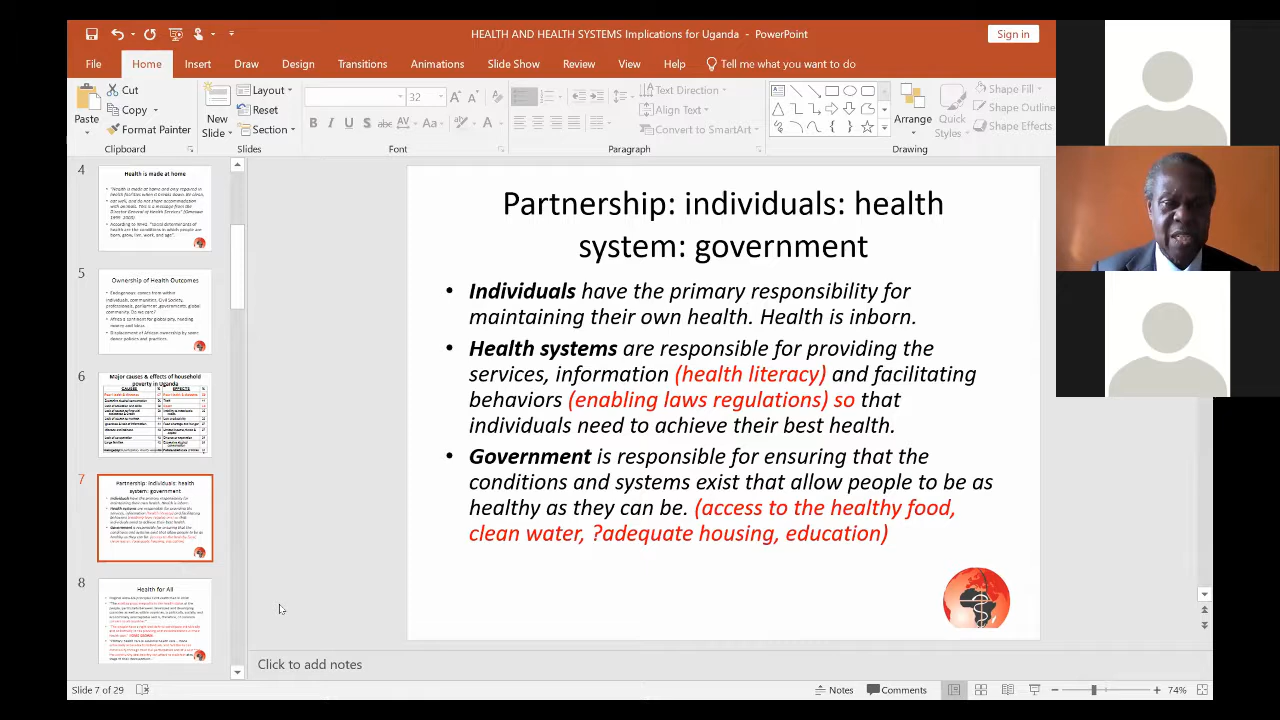 HEALTH AND HEALTH SYSTEMS Implications for Uganda - PowerPoint
Sign in
File Home Insert Draw Design Transitions Animations Slide Show Review View Help Tell me what you want to do
Paste
Cut
Copy
Format Painter
Clipboard
New
Slide
Layout
Reset
Section
Slides
32
Font
Text Direction
Align Text
Convert to SmartArt
Paragraph
Arrange
Quick
Styles
Shape Fill
Shape Outline
Shape Effects
Drawing
4
Health is made at home
5
Ownership of Health Outcomes
6
Major causes & effects of household
poverty in Uganda
CAUSES
EFFECTS
7
Partnership: individuals: health
system: government
8
Health for All
Partnership: individuals: health
system: government
• Individuals have the primary responsibility for
maintaining their own health. Health is inborn.
• Health systems are responsible for providing the
services, information (health literacy) and facilitating
behaviors (enabling laws regulations) so that
individuals need to achieve their best health.
• Government is responsible for ensuring that the
conditions and systems exist that allow people to be as
healthy as they can be. (access to the healthy food,
clean water, ?adequate housing, education)
Click to add notes
Slide 7 of 29
Notes
Comments
74%